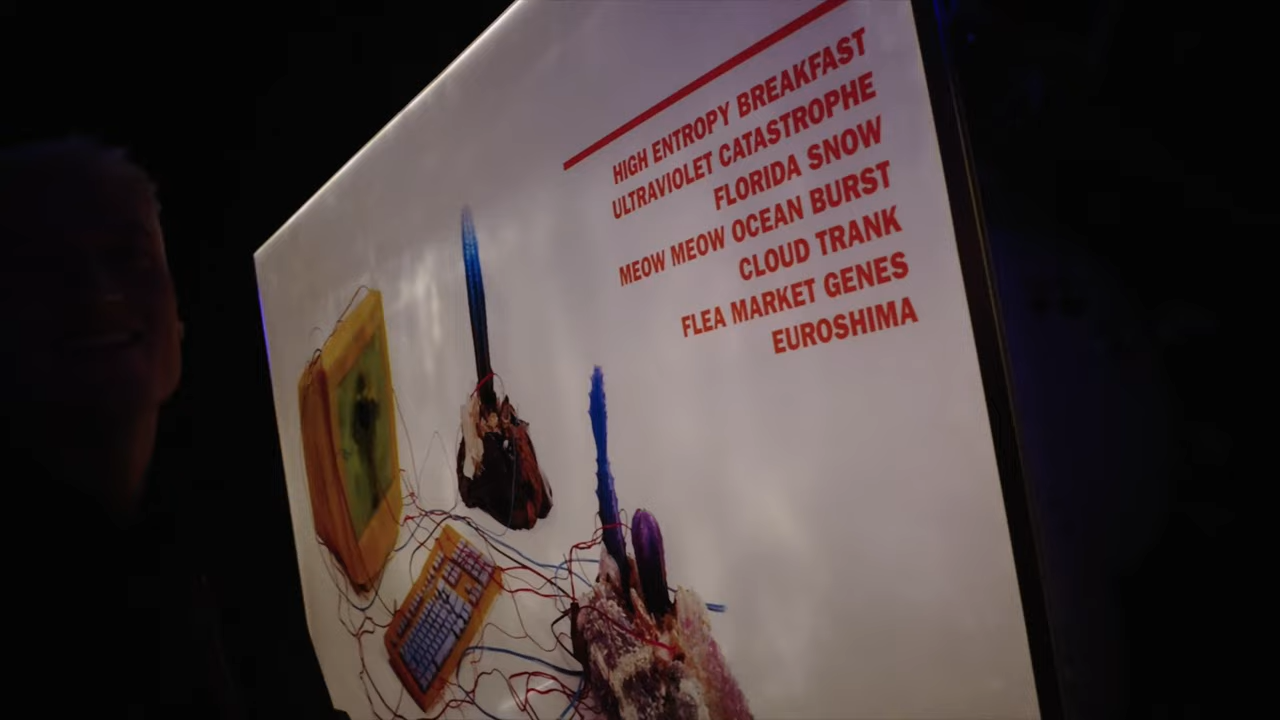 HIGH ENTROPY BREAKFAST
ULTRAVIOLET CATASTROPHE
FLORIDA SNOW
MEOW MEOW OCEAN BURST
CLOUD TRANK
FLEA MARKET GENES
EUROSHIMA